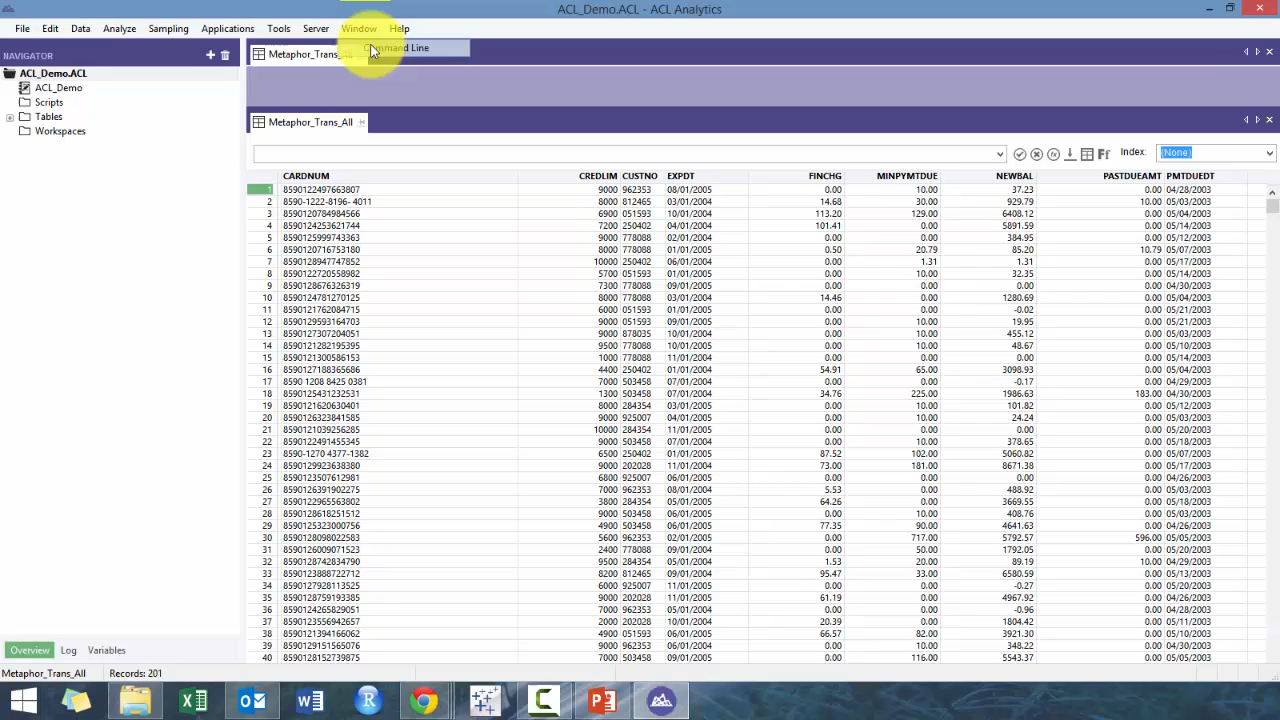 ACL_Demo.ACL - ACL Analytics
File Edit Data Analyze Sampling Applications Tools Server Window Help
Command Line
NAVIGATOR
Metaphor_Trans_
ACL_Demo.ACL
ACL_Demo
Scripts
Tables
Workspaces
Metaphor_Trans_All
Ff Index: (None)
CARDNUM CREDLIM CUSTNO EXPDT FINCHG MINPYMTDUE NEWBAL PASTDUEAMT PMTDUEDT
1 8590122497663807 9000 962353 08/01/2005 0.00 10.00 37.23 0.00 04/28/2003
2 8590-1222-8196- 4011 8000 812465 03/01/2004 14.68 30.00 929.79 10.00 05/03/2003
3 8590120784984566 6900 051593 10/01/2004 113.20 129.00 6408.12 0.00 05/04/2003
4 8590124253621744 7200 250402 04/01/2005 101.41 0.00 5891.59 0.00 05/14/2003
5 8590125999743363 9000 778088 02/01/2004 0.00 0.00 384.95 0.00 05/12/2003
6 8590120716753180 8000 778088 01/01/2005 0.50 20.79 85.20 10.79 05/07/2003
7 8590128947747852 10000 250402 06/01/2004 0.00 1.31 1.31 0.00 05/17/2003
8 8590122720558982 5700 051593 01/01/2005 0.00 10.00 32.35 0.00 05/14/2003
9 8590128676326319 7300 778088 09/01/2005 0.00 0.00 0.00 0.00 04/30/2003
10 8590124781270125 8000 778088 03/01/2004 14.46 10.00 1280.69 0.00 05/04/2003
11 8590121762084715 6000 051593 01/01/2005 0.00 0.00 -0.02 0.00 05/21/2003
12 8590129593164703 9000 051593 09/01/2005 0.00 10.00 19.95 0.00 05/21/2003
13 8590127307204051 9000 878035 10/01/2004 0.00 10.00 455.12 0.00 05/03/2003
14 8590121282195395 9500 778088 10/01/2004 0.00 10.00 48.67 0.00 05/10/2003
15 8590121300586153 1000 778088 11/01/2004 0.00 0.00 0.00 0.00 05/14/2003
16 8590127188365686 4400 250402 01/01/2004 54.91 65.00 3098.93 0.00 05/04/2003
17 8590 1208 8425 0381 7000 503458 07/01/2004 0.00 0.00 -0.17 0.00 04/29/2003
18 8590125431232531 1300 503458 07/01/2004 34.76 225.00 1986.63 183.00 04/30/2003
19 8590121620630401 8000 284354 03/01/2005 0.00 10.00 101.82 0.00 05/12/2003
20 8590126323841585 9000 925007 04/01/2005 0.00 10.00 24.24 0.00 05/03/2003
21 8590121039256285 10000 284354 11/01/2005 0.00 0.00 0.00 0.00 05/20/2003
22 8590122491455345 9000 503458 07/01/2004 0.00 10.00 378.65 0.00 05/18/2003
23 8590-1270 4377-1382 6500 250402 01/01/2004 87.52 102.00 5060.82 0.00 05/07/2003
24 8590129923638380 9000 202028 11/01/2004 73.00 181.00 8671.38 0.00 05/17/2003
25 8590123507612981 6800 925007 06/01/2005 0.00 0.00 0.00 0.00 04/26/2003
26 8590126391902275 7000 962353 08/01/2005 5.53 10.00 488.92 0.00 05/03/2003
27 8590122965563802 3800 284354 05/01/2005 64.26 10.00 3669.55 0.00 05/18/2003
28 8590128618251512 9000 503458 06/01/2005 0.00 10.00 408.76 0.00 05/03/2003
29 8590125323000756 4900 503458 06/01/2005 77.35 90.00 4641.63 0.00 04/26/2003
30 8590128098022583 5600 962353 02/01/2005 0.00 717.00 5792.57 596.00 04/26/2003
31 8590126009071523 2400 778088 09/01/2005 0.00 50.00 1792.05 0.00 05/20/2003
32 8590128742834790 9500 284354 05/01/2004 1.53 20.00 89.19 10.00 05/04/2003
33 8590123888722712 8200 812465 09/01/2004 95.47 33.00 6580.59 0.00 05/13/2003
34 8590127928113525 6000 925007 11/01/2005 0.00 0.00 -0.27 0.00 05/20/2003
35 8590128759193385 9000 202028 11/01/2005 61.19 0.00 4967.92 0.00 04/26/2003
36 8590124265829051 7000 962353 02/01/2004 0.00 0.00 -0.96 0.00 04/28/2003
37 8590123556942657 2000 202028 10/01/2004 20.39 0.00 1804.42 0.00 05/11/2003
38 8590121394166062 4900 051593 06/01/2005 66.57 82.00 3921.30 0.00 05/10/2003
39 8590129151565076 9000 962353 06/01/2005 0.00 10.00 348.22 0.00 04/30/2003
40 8590128152739875 7000 503458 09/01/2005 0.00 116.00 5543.37 0.00 05/05/2003
Overview Log Variables
Metaphor_Trans_All Records: 201